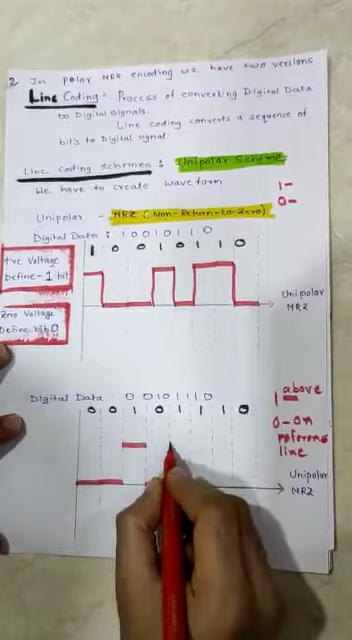 2. In polar NRZ encoding we have two versions
Line Coding: Process of converting Digital Data
to Digital signals.
Line coding converts a sequence of
bit's to Digital signal.
Line Coding schemes : Unipolar Scheme
We have to create waveform
1-
0-
Unipolar - NRZ (Non-Return-to-Zero)
Digital Data: 1 0 0 1 0 1 1 0
1 0 0 1 0 1 1 0
+ve Voltage
Define-1 bit
Zero Voltage
Define bit 0
Unipolar
NRZ
Digital Data : 0 0 1 0 1 1 1 0
0 0 1 0 1 1 1 0
1 above
0-on
reference
line
Unipolar
NRZ